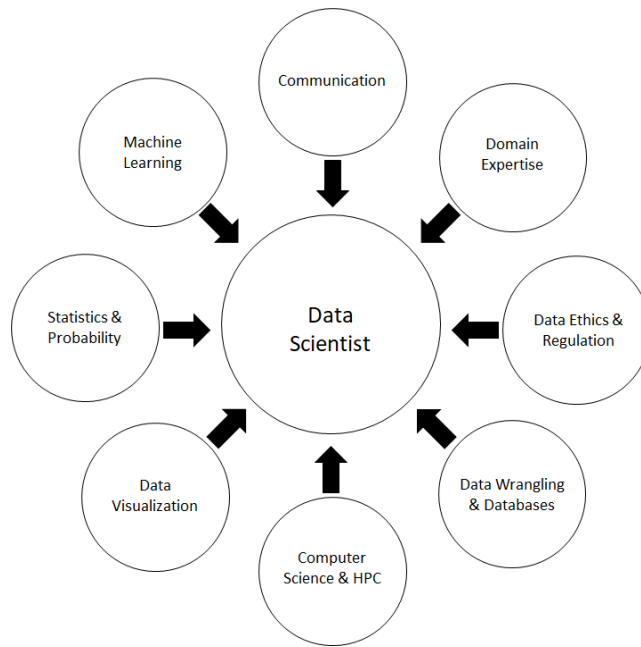 Communication
Machine
Learning
Domain
Expertise
Statistics &
Probability
Data
Scientist
Data Ethics &
Regulation
Data
Visualization
Data Wrangling
& Databases
Computer
Science & HPC